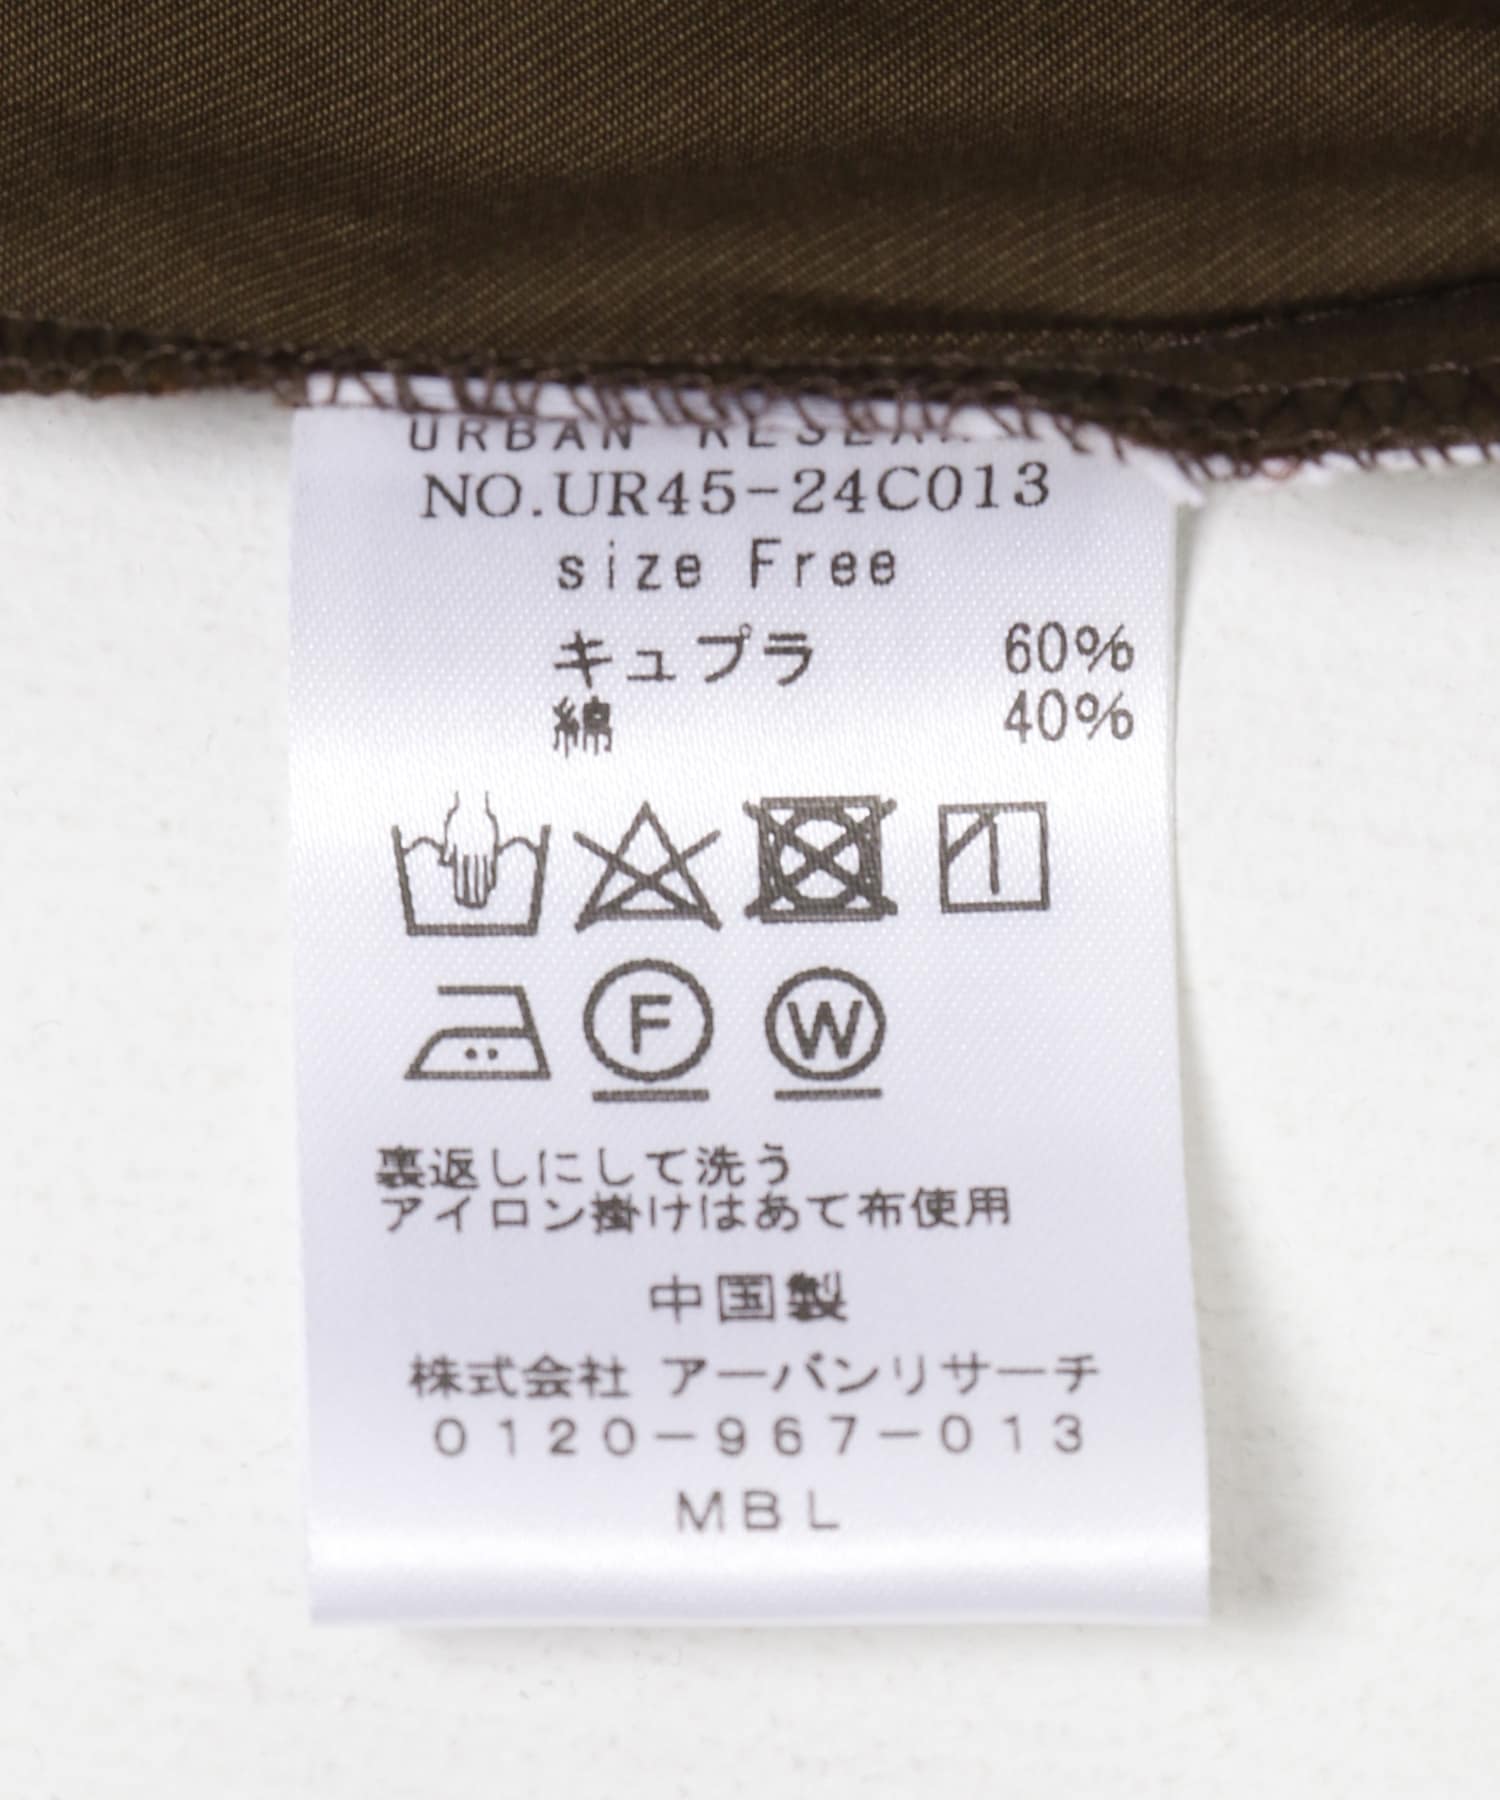 URBAN
NO.UR45-24C013
size Free
キュプラ 60%
綿 40%
F W
裏返しにして洗う
アイロン掛けはあて布使用
中国製
株式会社 アーバンリサーチ
0120-967-013
MBL